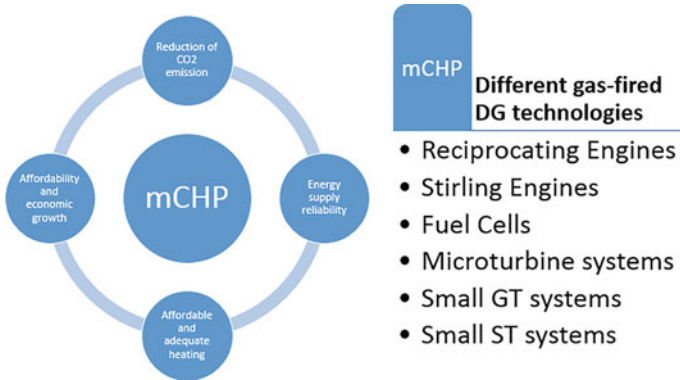 Reduction of
CO2
emission
Affordability and
economic
growth
mCHP
Energy
supply
reliability
Affordable
and
adequate
heating
mCHP
Different gas-fired
DG technologies
• Reciprocating Engines
• Stirling Engines
• Fuel Cells
• Microturbine systems
• Small GT systems
• Small ST systems